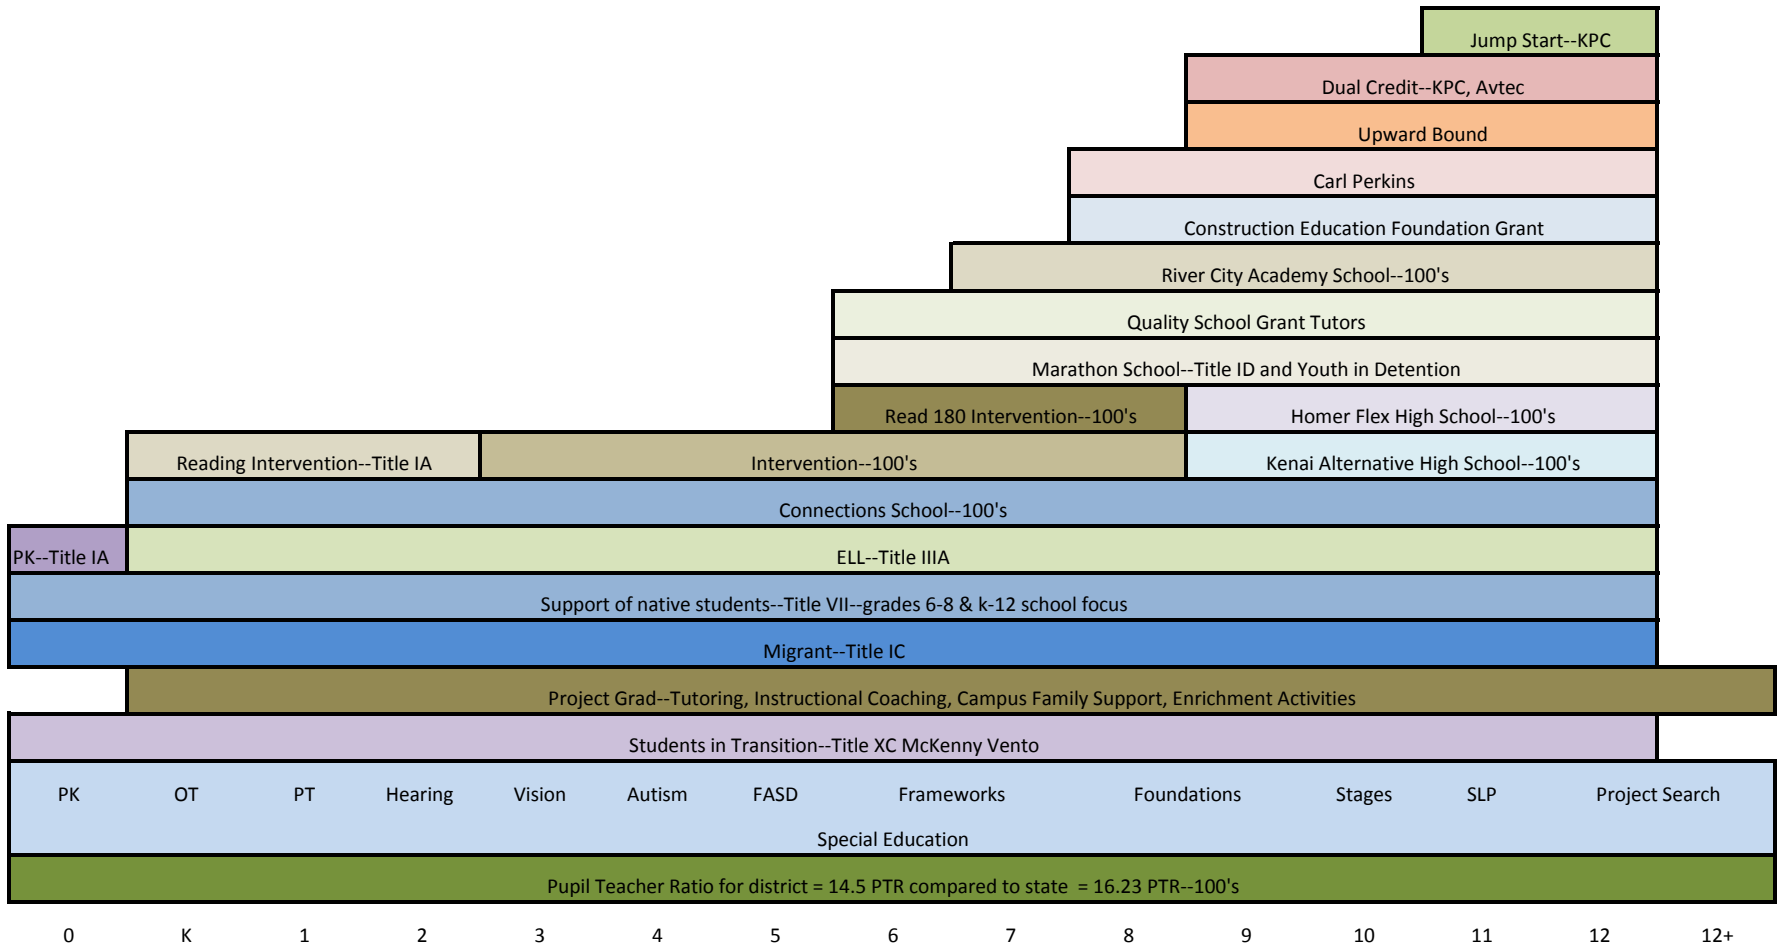 Jump Start--KPC
Dual Credit--KPC, Avtec
Upward Bound
Carl Perkins
Construction Education Foundation Grant
River City Academy School--100's
Quality School Grant Tutors
Marathon School--Title ID and Youth in Detention
Read 180 Intervention--100's Homer Flex High School--100's
Reading Intervention--Title IA Intervention--100's Kenai Alternative High School--100's
Connections School--100's
PK--Title IA ELL--Title IIIA
Support of native students--Title VII--grades 6-8 & k-12 school focus
Migrant--Title IC
Project Grad--Tutoring, Instructional Coaching, Campus Family Support, Enrichment Activities
Students in Transition--Title XC McKenny Vento
PK OT PT Hearing Vision Autism FASD Frameworks Foundations Stages SLP Project Search
Special Education
Pupil Teacher Ratio for district = 14.5 PTR compared to state = 16.23 PTR--100's
0 K 1 2 3 4 5 6 7 8 9 10 11 12 12+